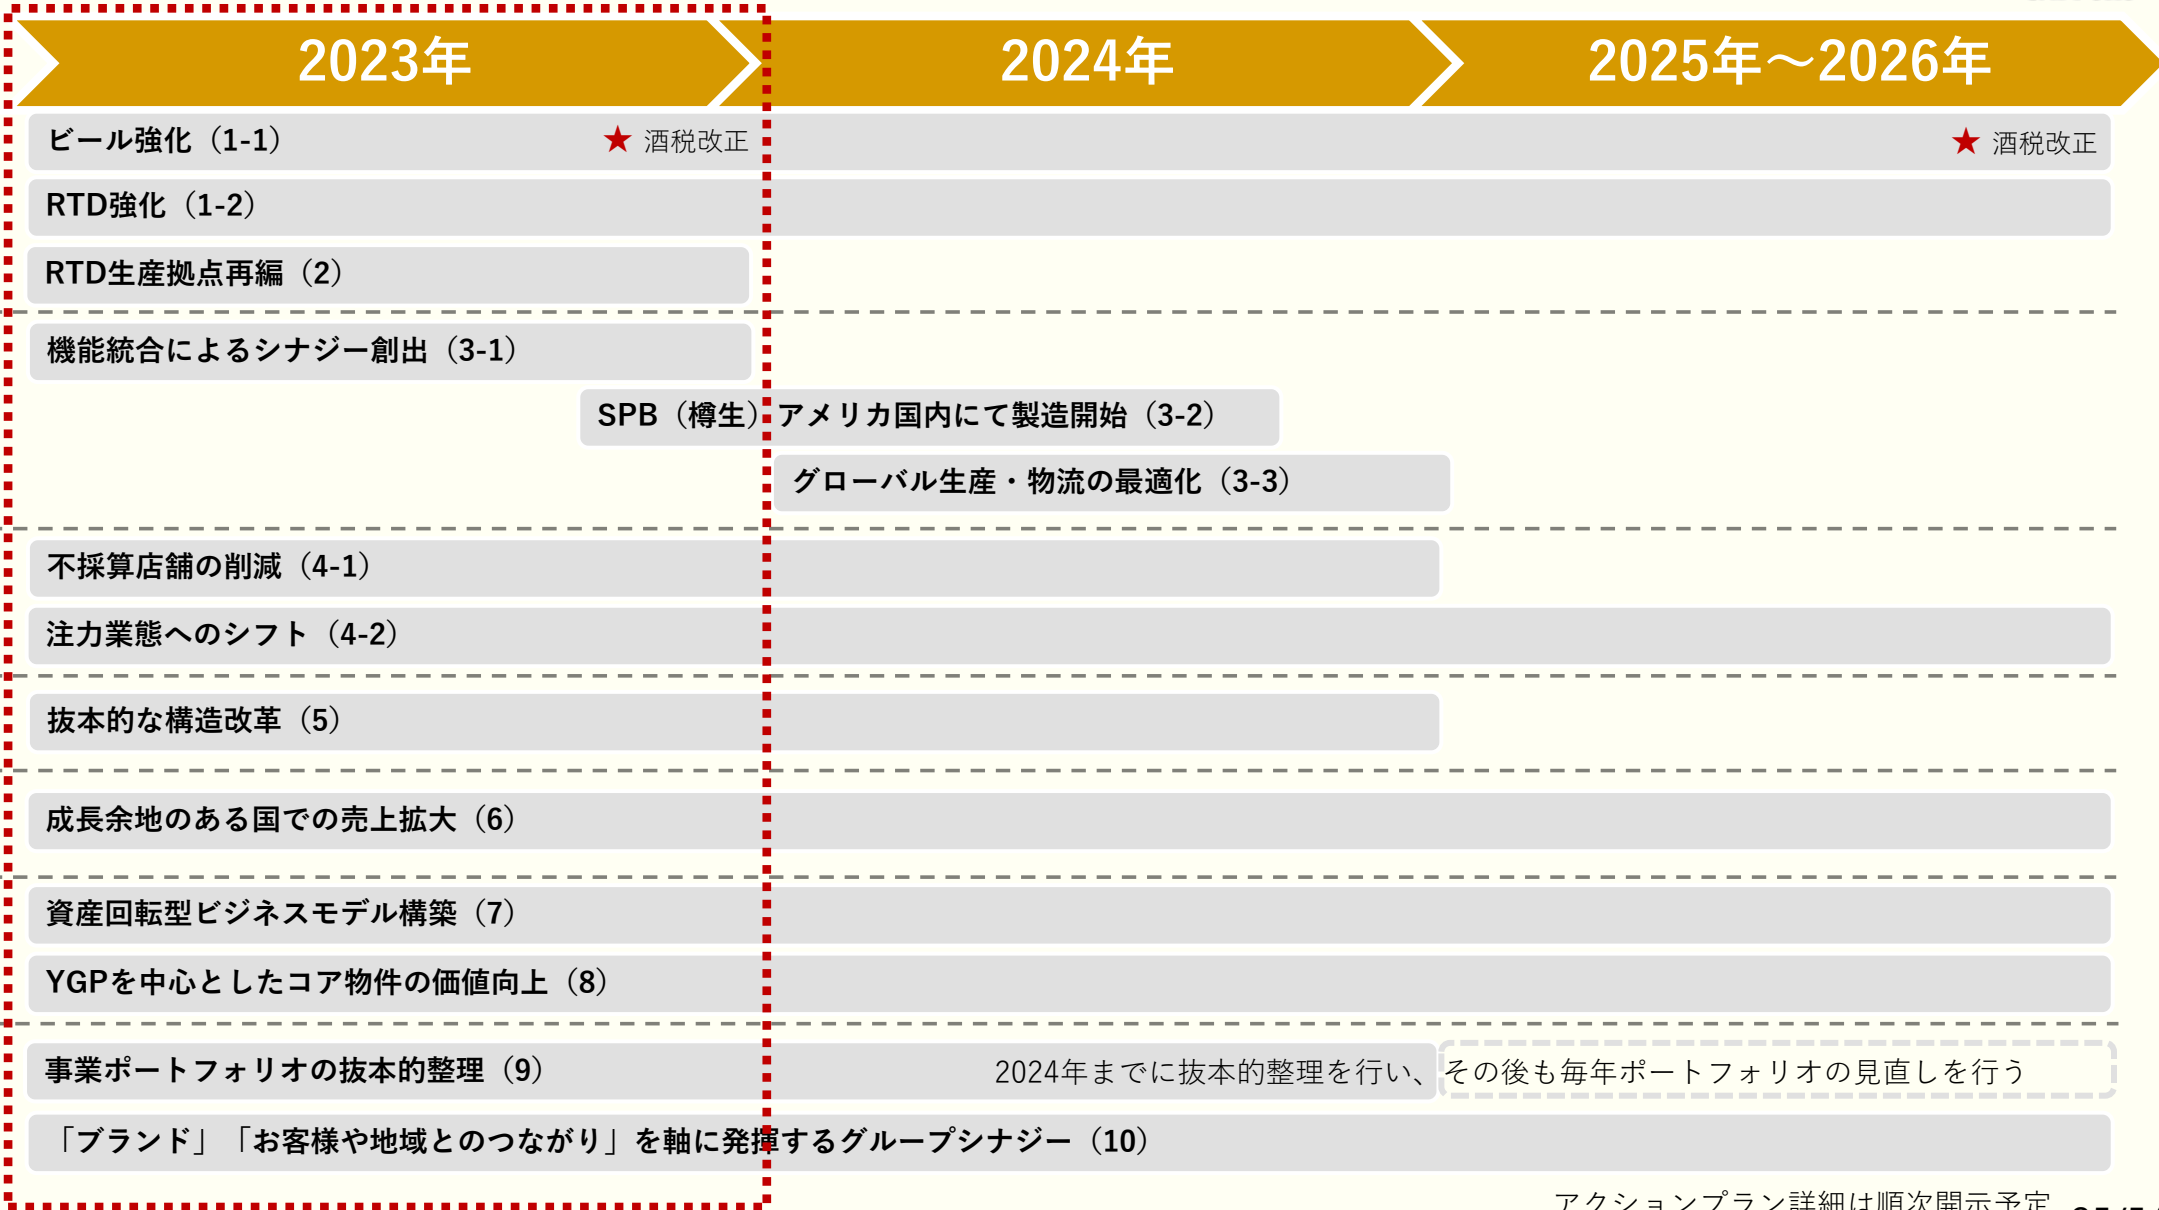 2023年
2024年
2025年～2026年
ビール強化（1-1）
★ 酒税改正
★ 酒税改正
RTD強化（1-2）
RTD生産拠点再編（2）
機能統合によるシナジー創出（3-1）
SPB（樽生）アメリカ国内にて製造開始（3-2）
グローバル生産・物流の最適化（3-3）
不採算店舗の削減（4-1）
注力業態へのシフト（4-2）
抜本的な構造改革（5）
成長余地のある国での売上拡大（6）
資産回転型ビジネスモデル構築（7）
YGPを中心としたコア物件の価値向上（8）
事業ポートフォリオの抜本的整理（9）
2024年までに抜本的整理を行い、その後も毎年ポートフォリオの見直しを行う
「ブランド」「お客様や地域とのつながり」を軸に発揮するグループシナジー（10）
アクションプラン詳細は順次開示予定